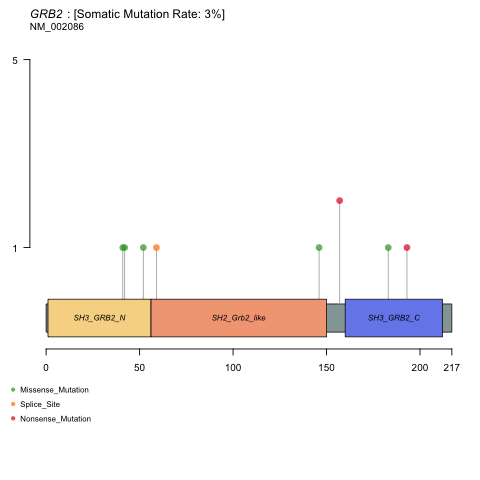 GRB2 : [Somatic Mutation Rate: 3%]
NM_002086
5
1
SH3_GRB2_N SH2_Grb2_like SH3_GRB2_C
0 50 100 150 200 217
Missense_Mutation
Splice_Site
Nonsense_Mutation